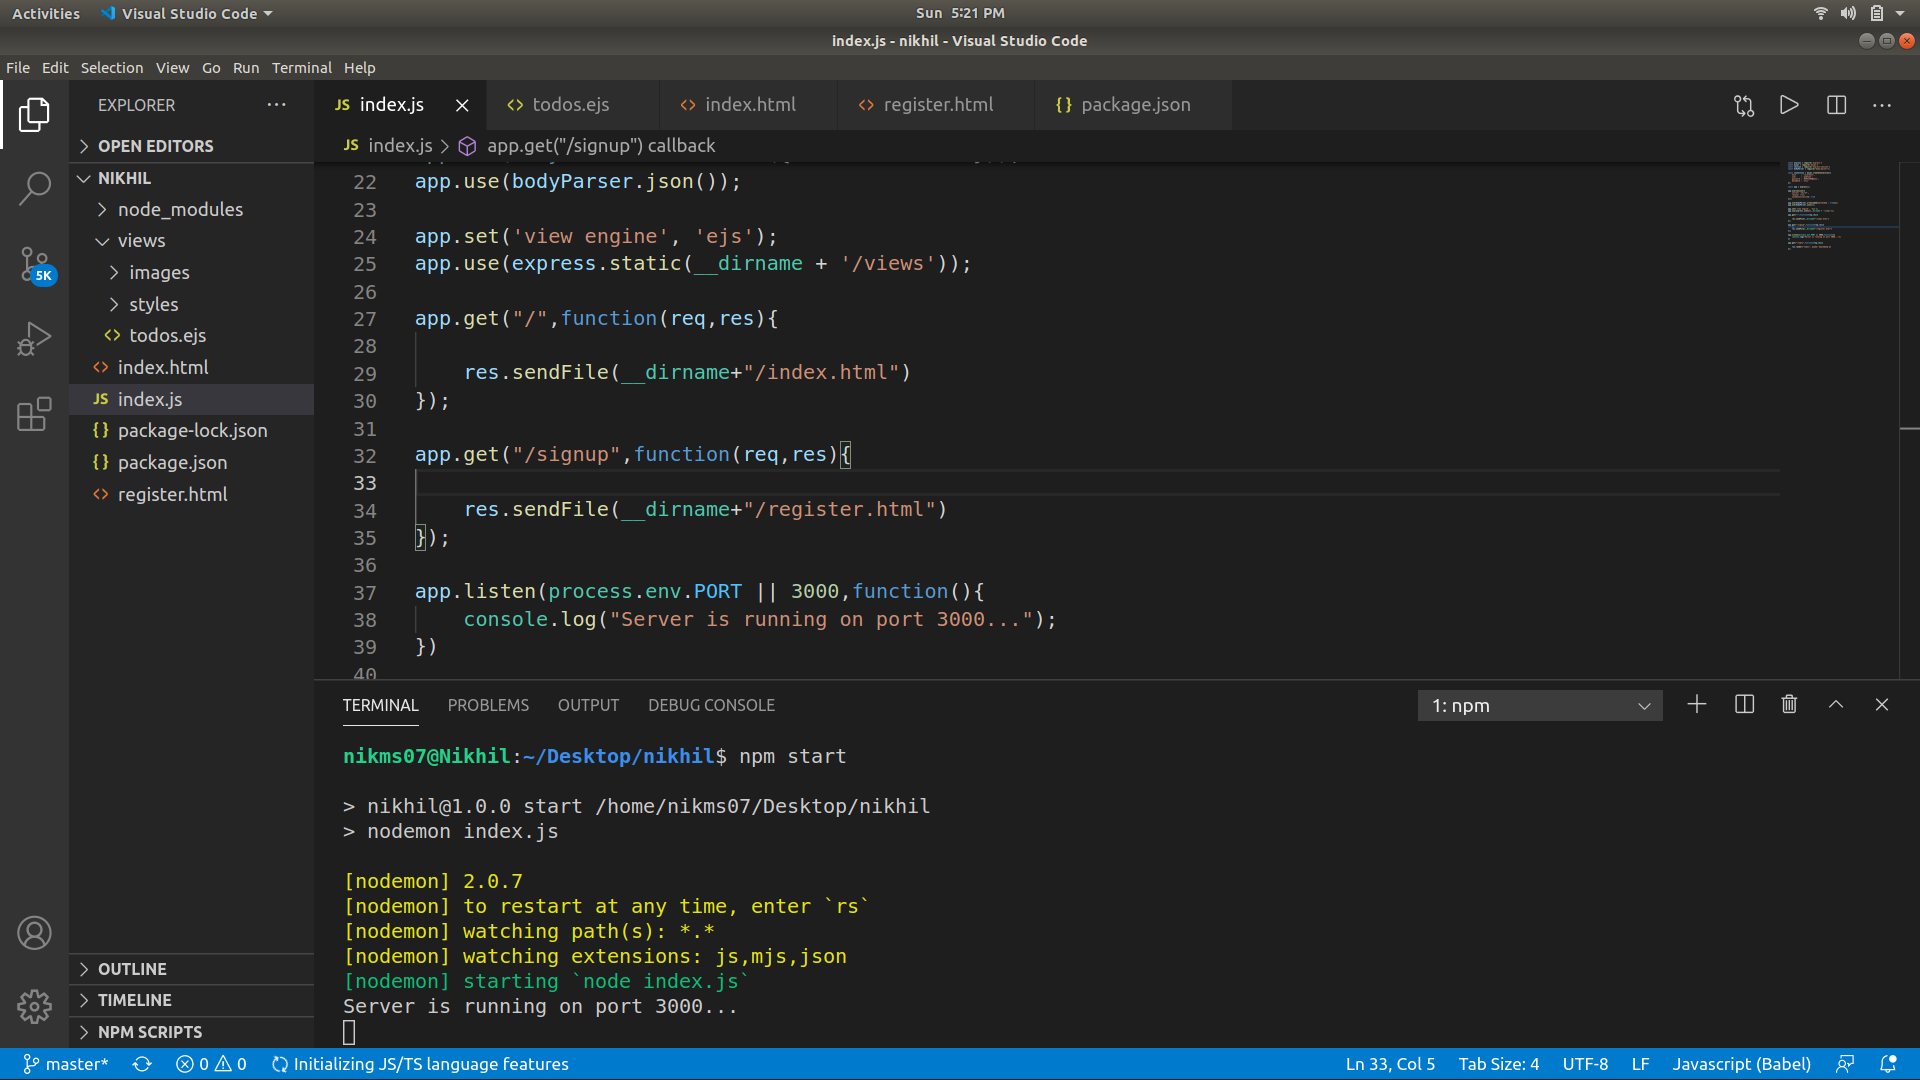 Activities Visual Studio Code Sun 5:21 PM
index.js - nikhil - Visual Studio Code
File Edit Selection View Go Run Terminal Help
EXPLORER ···
OPEN EDITORS
NIKHIL
node_modules
views
images
styles
todos.ejs
index.html
JS index.js
{} package-lock.json
{} package.json
register.html
OUTLINE
TIMELINE
NPM SCRIPTS
5K
JS index.js todos.ejs index.html register.html {} package.json
JS index.js > app.get("/signup") callback
22 app.use(bodyParser.json());
23
24 app.set('view engine', 'ejs');
25 app.use(express.static(__dirname + '/views'));
26
27 app.get("/",function(req,res){
28
29     res.sendFile(__dirname+"/index.html")
30 });
31
32 app.get("/signup",function(req,res){
33
34     res.sendFile(__dirname+"/register.html")
35 });
36
37 app.listen(process.env.PORT || 3000,function(){
38     console.log("Server is running on port 3000...");
39 })
40
TERMINAL PROBLEMS OUTPUT DEBUG CONSOLE 1: npm
nikms07@Nikhil:~/Desktop/nikhil$ npm start
> nikhil@1.0.0 start /home/nikms07/Desktop/nikhil
> nodemon index.js
[nodemon] 2.0.7
[nodemon] to restart at any time, enter `rs`
[nodemon] watching path(s): *.*
[nodemon] watching extensions: js,mjs,json
[nodemon] starting `node index.js`
Server is running on port 3000...
master* 0 0 Initializing JS/TS language features Ln 33, Col 5 Tab Size: 4 UTF-8 LF Javascript (Babel)